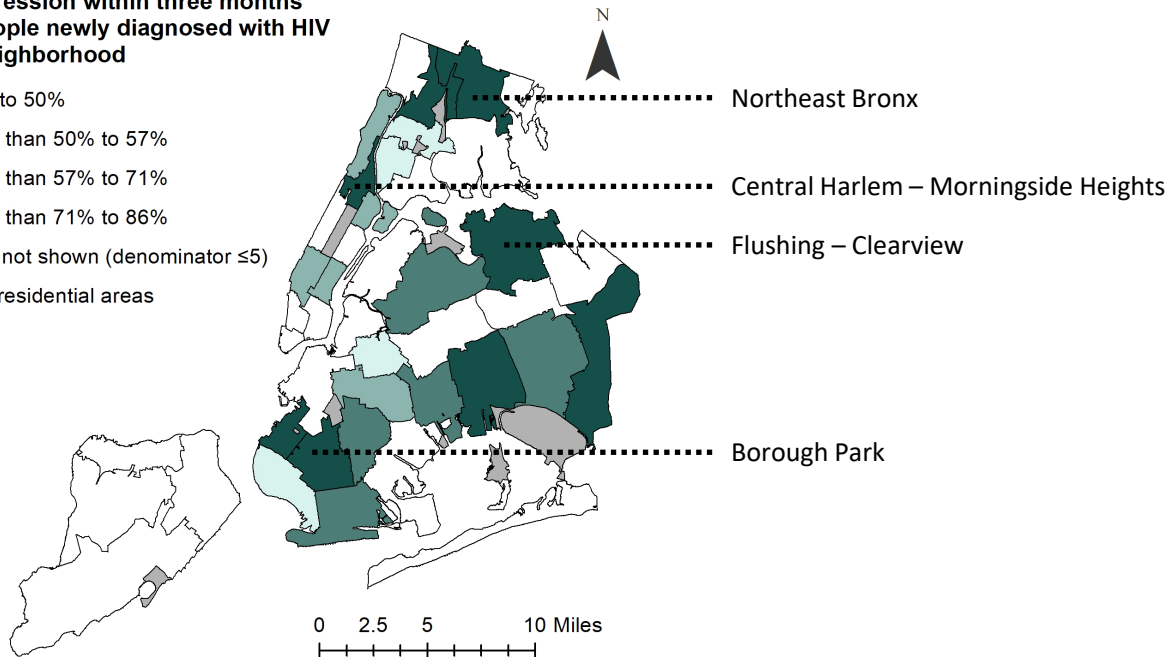 ession within three months
ople newly diagnosed with HIV
ighborhood
to 50%
than 50% to 57%
than 57% to 71%
than 71% to 86%
not shown (denominator ≤5)
residential areas
N
Northeast Bronx
Central Harlem – Morningside Heights
Flushing – Clearview
Borough Park
0 2.5 5 10 Miles